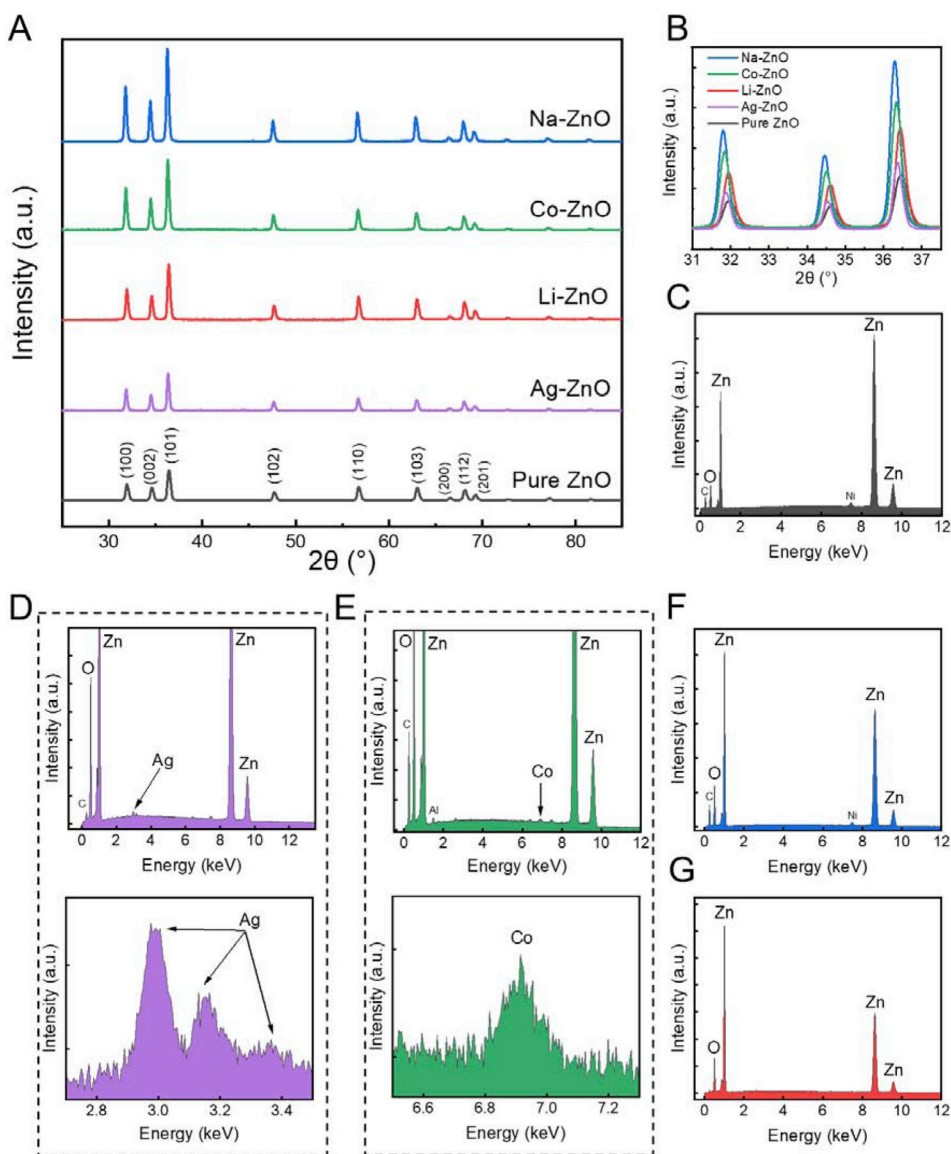 A
Intensity (a.u.)
Na-ZnO
Co-ZnO
Li-ZnO
Ag-ZnO
Pure ZnO
(100)
(002)
(101)
(102)
(110)
(103)
(200)
(112)
(201)
30 40 50 60 70 80
2θ (°)
B
Intensity (a.u.)
Na-ZnO
Co-ZnO
Li-ZnO
Ag-ZnO
Pure ZnO
31 32 33 34 35 36 37
2θ (°)
C
Intensity (a.u.)
Zn
Zn
O
C
Ni
Zn
0 2 4 6 8 10 12
Energy (keV)
D
Intensity (a.u.)
Zn
Zn
O
Ag
Zn
C
0 2 4 6 8 10 12
Energy (keV)
Intensity (a.u.)
Ag
2.8 3.0 3.2 3.4
Energy (keV)
E
Intensity (a.u.)
O
Zn
Zn
C
Zn
Co
Al
0 2 4 6 8 10 12
Energy (keV)
Intensity (a.u.)
Co
6.6 6.8 7.0 7.2
Energy (keV)
F
Intensity (a.u.)
Zn
Zn
O
C
Ni
Zn
0 2 4 6 8 10 12
Energy (keV)
G
Intensity (a.u.)
Zn
Zn
O
Zn
0 2 4 6 8 10 12
Energy (keV)